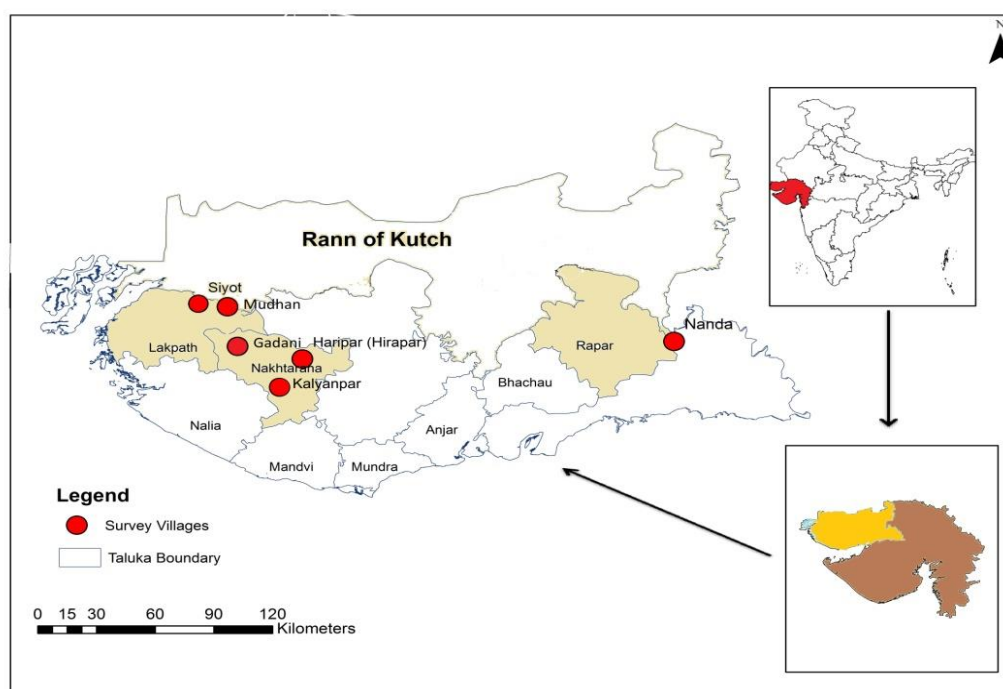 N
Rann of Kutch
Siyot
Mudhan
Nanda
Gadani
Haripar (Hirapar)
Lakpath
Rapar
Nakhtarana
Kalyanpar
Bhachau
Nalia
Anjar
Mandvi
Mundra
Legend
Survey Villages
Taluka Boundary
0 15 30 60 90 120
Kilometers